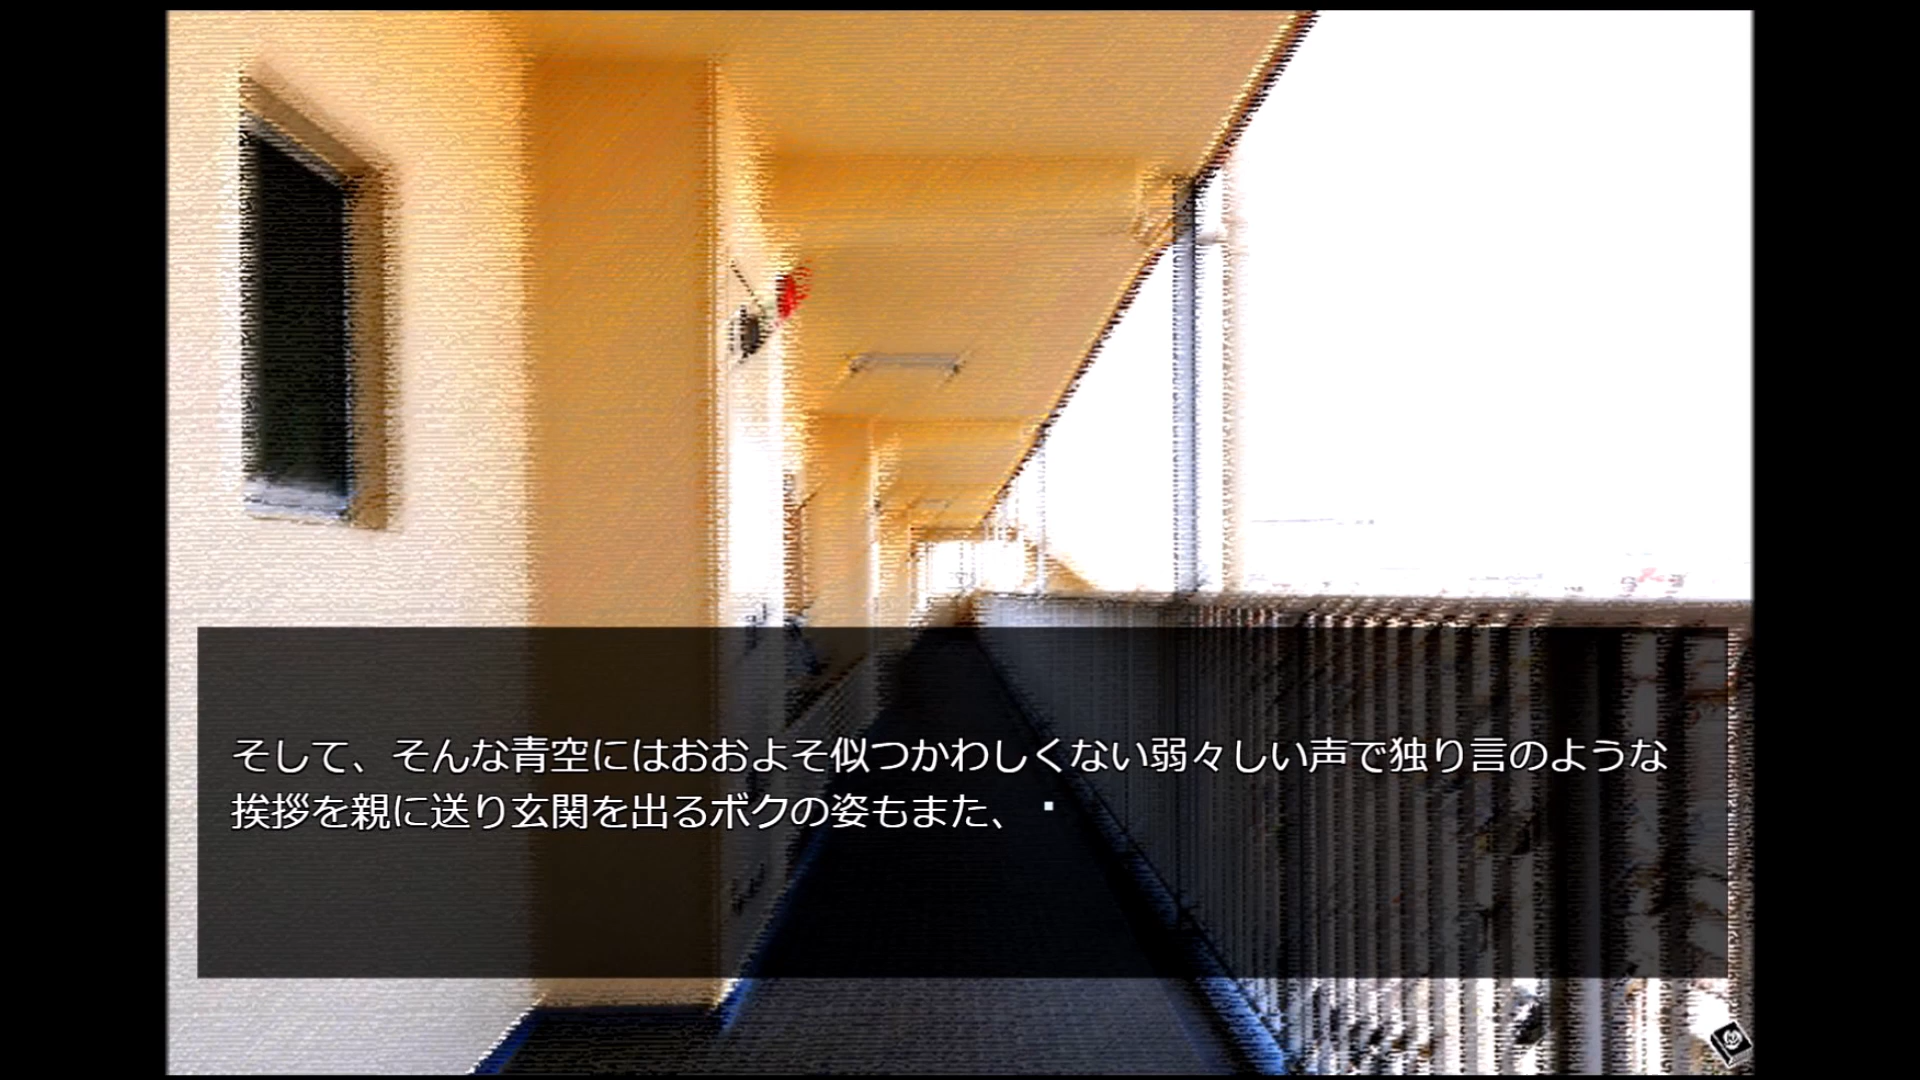 そして、そんな青空にはおおよそ似つかわしくない弱々しい声で独り言のような
挨拶を親に送り玄関を出るボクの姿もまた、